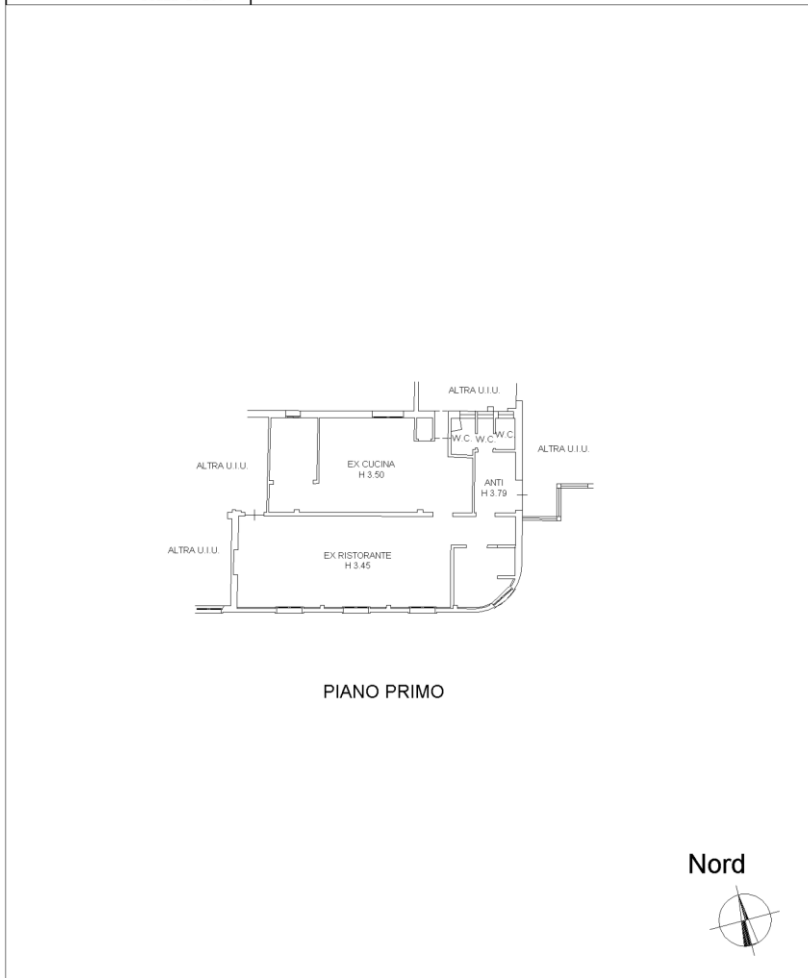 ALTRA U.I.U.
W.C.
W.C.
W.C.
ALTRA U.I.U.
ALTRA U.I.U.
EX CUCINA
H 3.50
ANTI
H 3.79
ALTRA U.I.U.
EX RISTORANTE
H 3.45
PIANO PRIMO
Nord